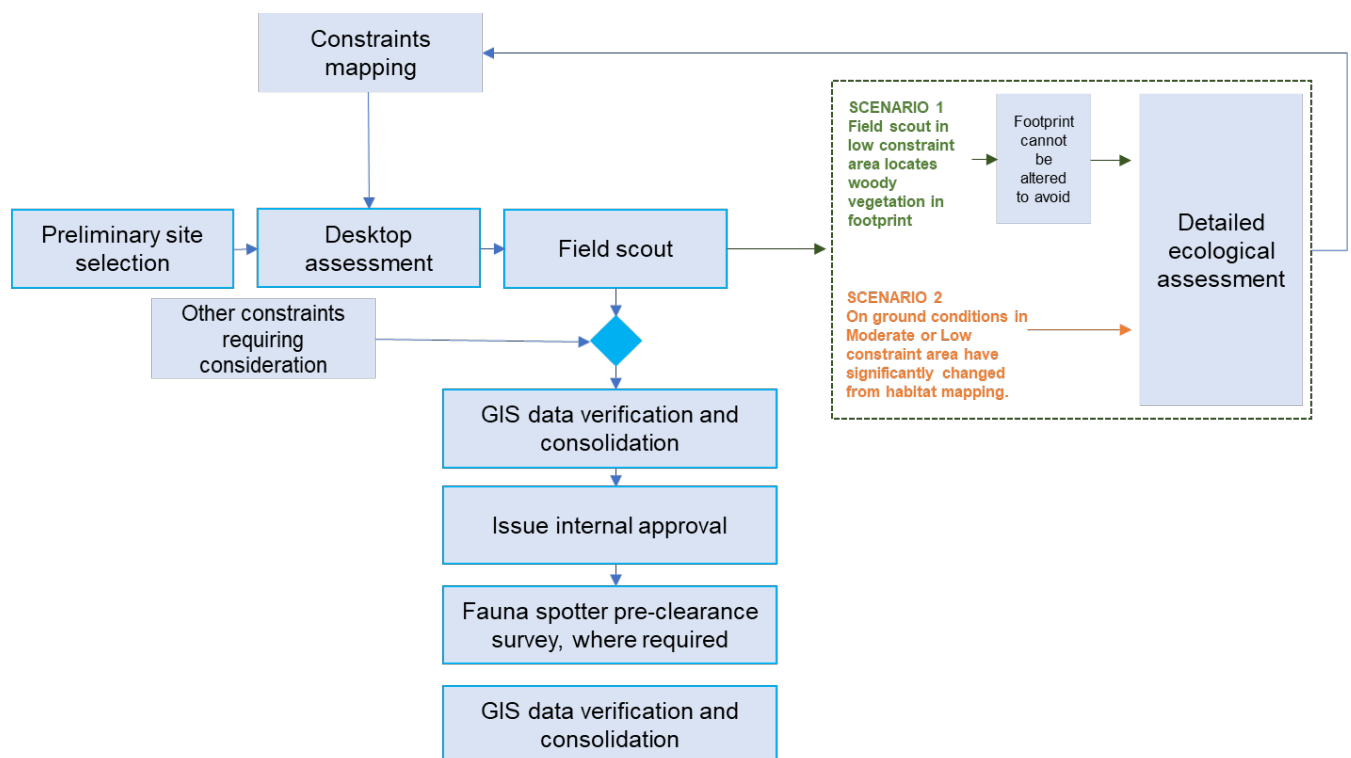 Constraints
mapping
SCENARIO 1
Field scout in
low constraint
area locates
woody
vegetation in
footprint
Footprint
cannot
be
altered
to avoid
Detailed
ecological
assessment
Preliminary site
selection
Desktop
assessment
Field scout
SCENARIO 2
On ground conditions in
Moderate or Low
constraint area have
significantly changed
from habitat mapping.
Other constraints
requiring
consideration
GIS data verification and
consolidation
Issue internal approval
Fauna spotter pre-clearance
survey, where required
GIS data verification and
consolidation